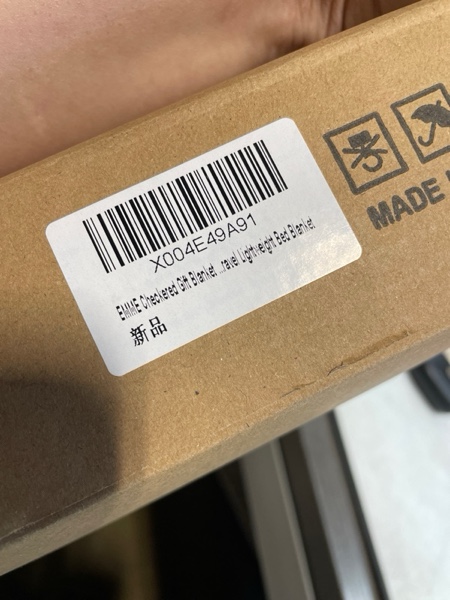 X004E49A91
EMME Checkered Gift Blanket ...ravel Lightweight Bed Blanket
新品
MADE